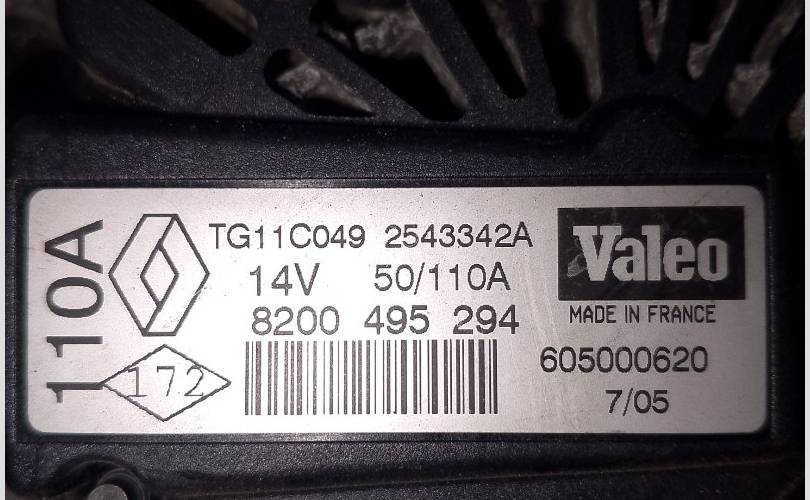 110A
TG11C049 2543342A
14V 50/110A
8200 495 294
172
Valeo
MADE IN FRANCE
605000620
7/05